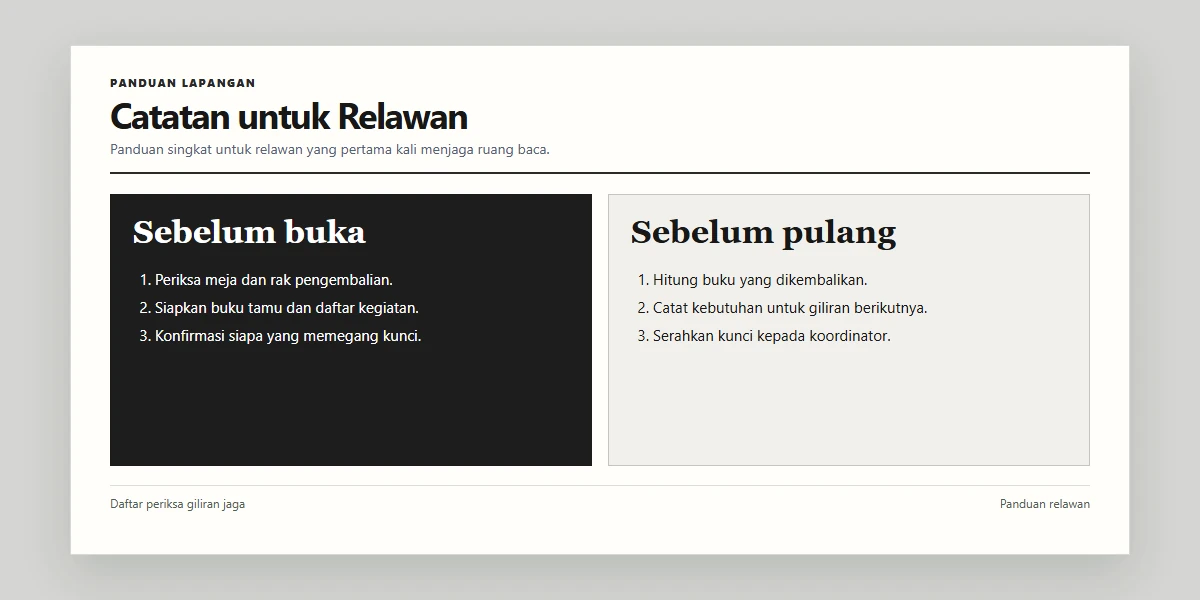 PANDUAN LAPANGAN
Catatan untuk Relawan
Panduan singkat untuk relawan yang pertama kali menjaga ruang baca.
Sebelum buka
1. Periksa meja dan rak pengembalian.
2. Siapkan buku tamu dan daftar kegiatan.
3. Konfirmasi siapa yang memegang kunci.
Sebelum pulang
1. Hitung buku yang dikembalikan.
2. Catat kebutuhan untuk giliran berikutnya.
3. Serahkan kunci kepada koordinator.
Daftar periksa giliran jaga
Panduan relawan